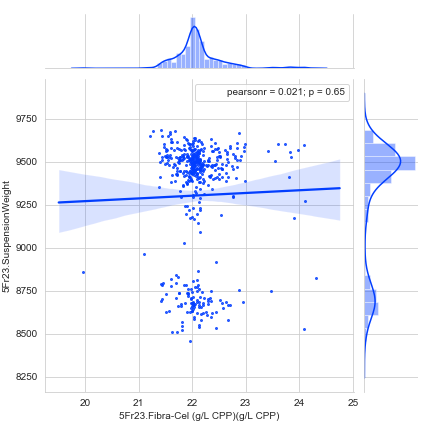 pearsonr = 0.021; p = 0.65
9750
9500
9250
9000
8750
8500
8250
5Fr23.SuspensionWeight
20 21 22 23 24 25
5Fr23.Fibra-Cel (g/L CPP)(g/L CPP)